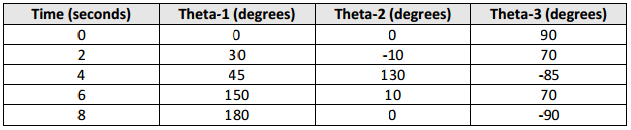 Time (seconds) Theta-1 (degrees) Theta-2 (degrees) Theta-3 (degrees)
0 0 0 90
2 30 -10 70
4 45 130 -85
6 150 10 70
8 180 0 -90